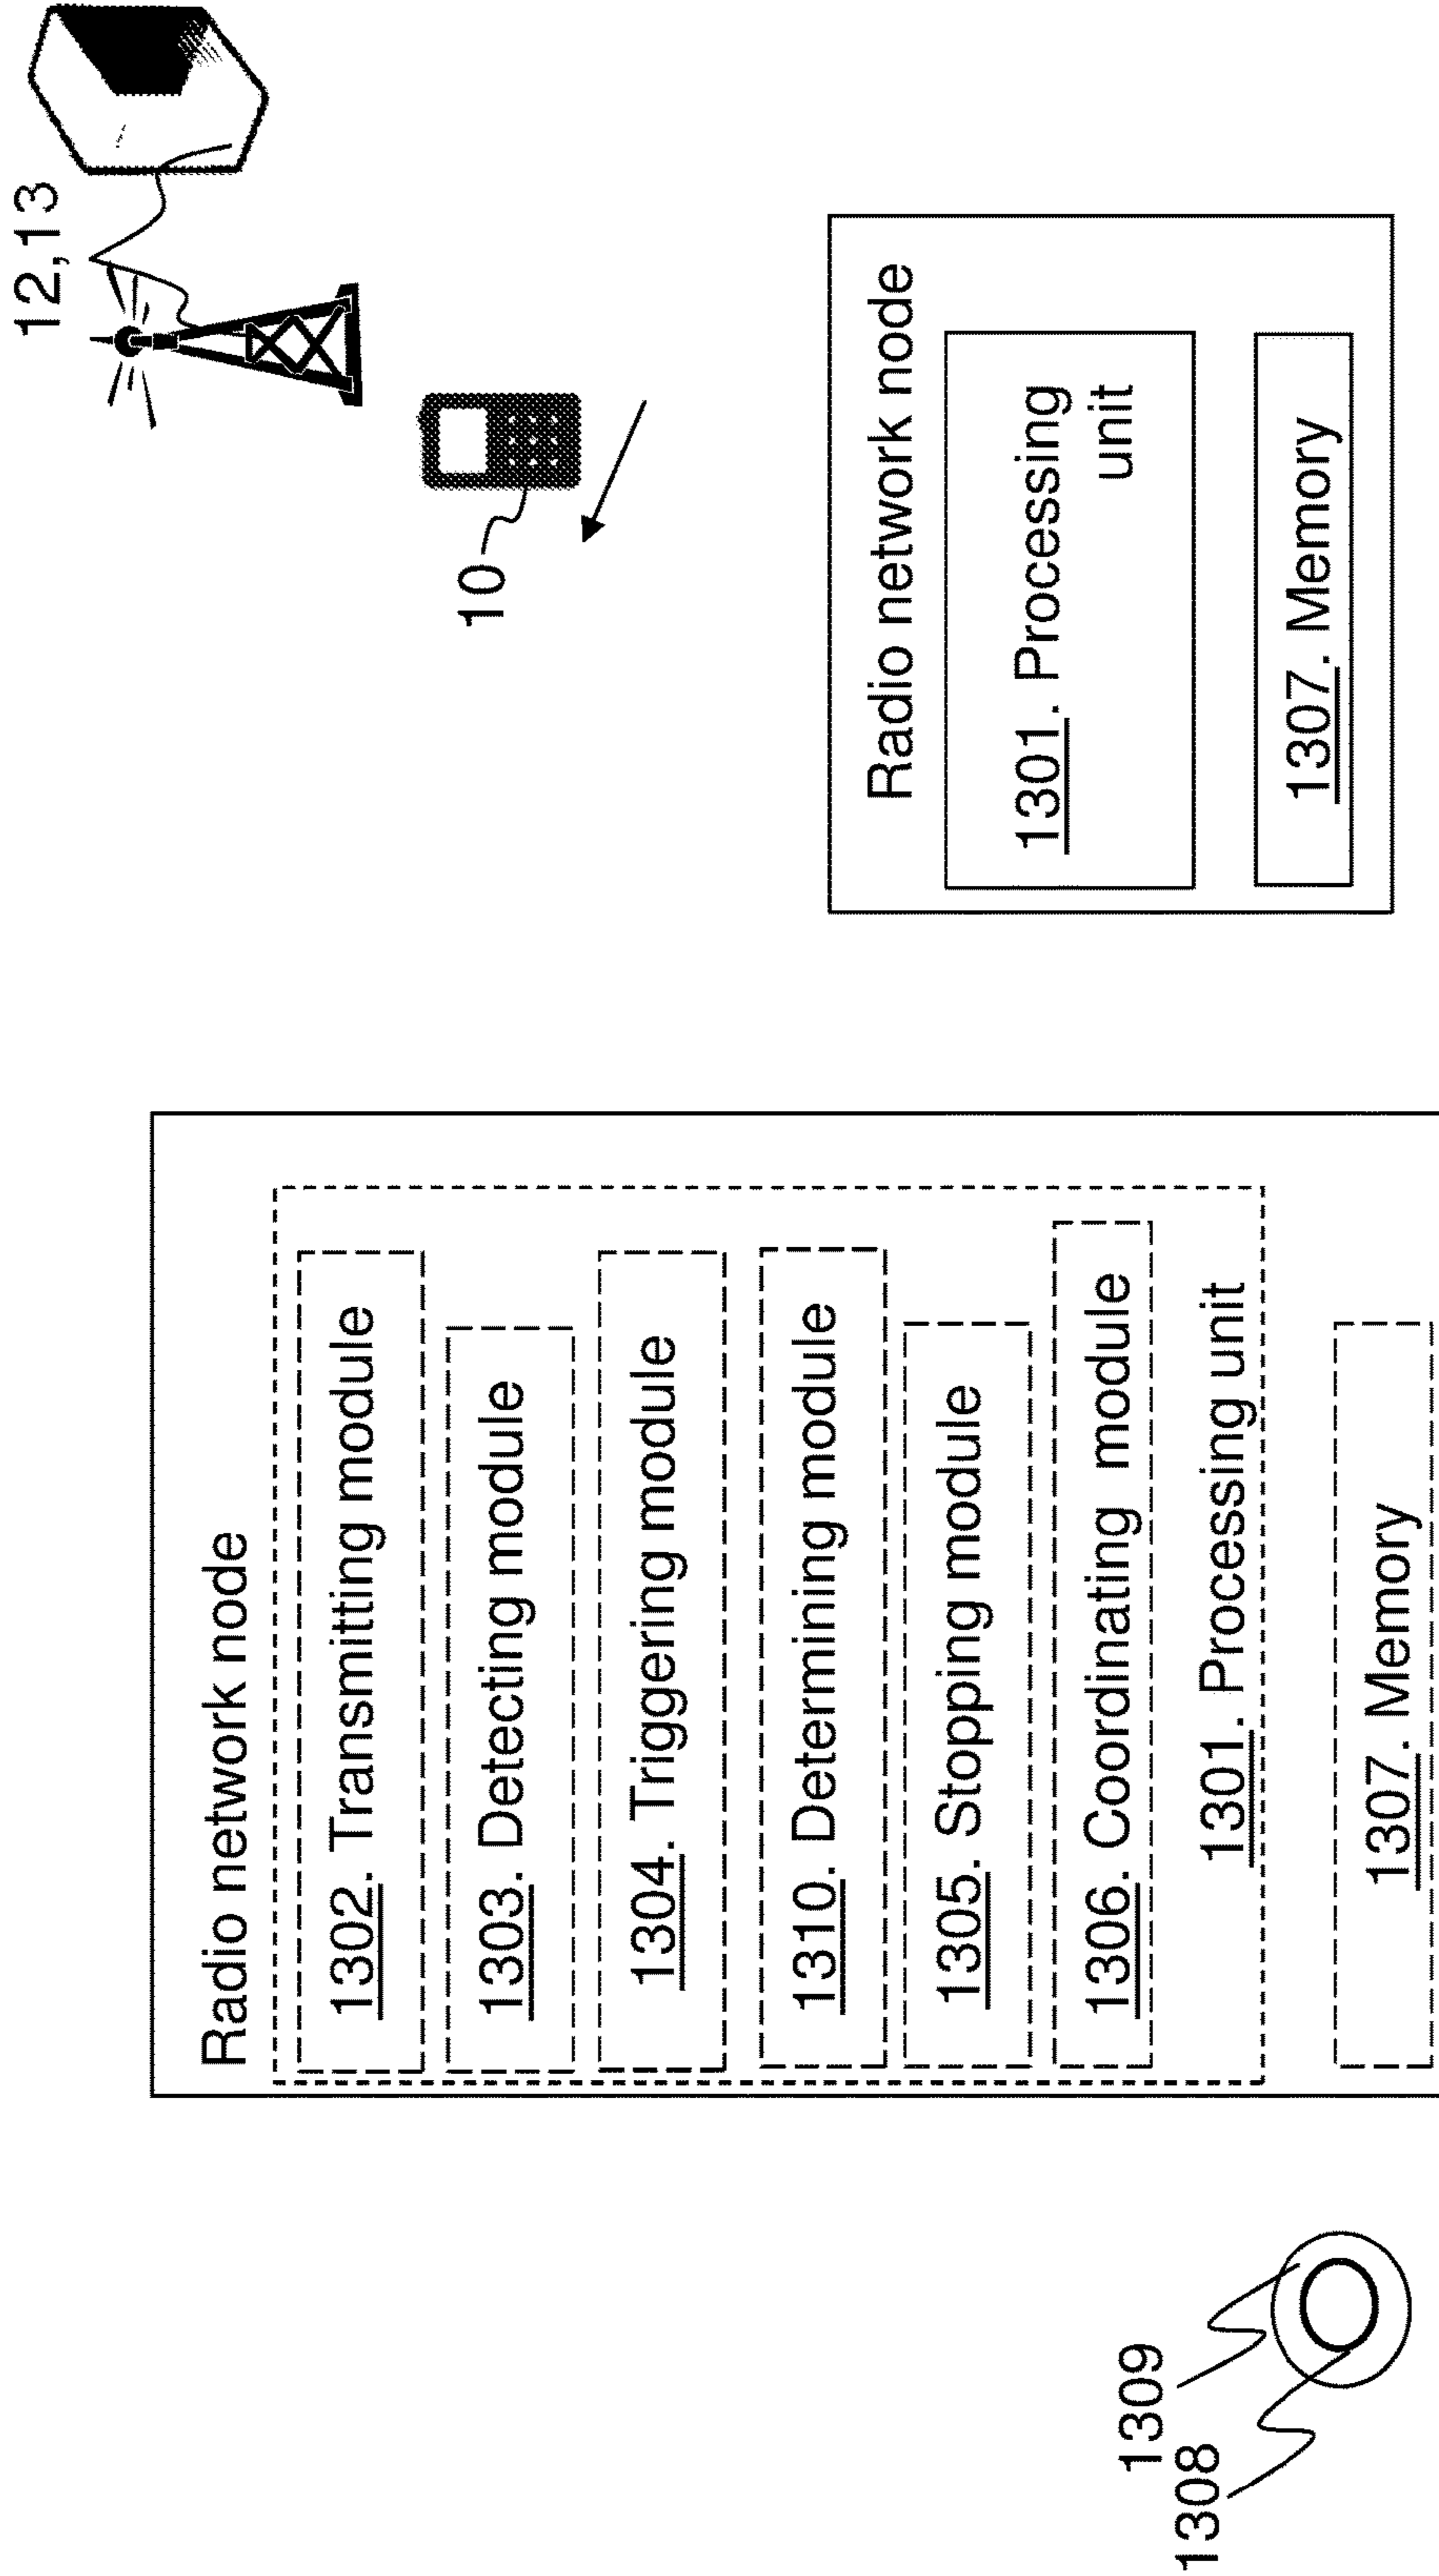 12,13
10
Radio network node
1301. Processing
unit
1307. Memory
Radio network node
1302. Transmitting module
1303. Detecting module
1304. Triggering module
1310. Determining module
1305. Stopping module
1306. Coordinating module
1301. Processing unit
1307. Memory
1309
1308